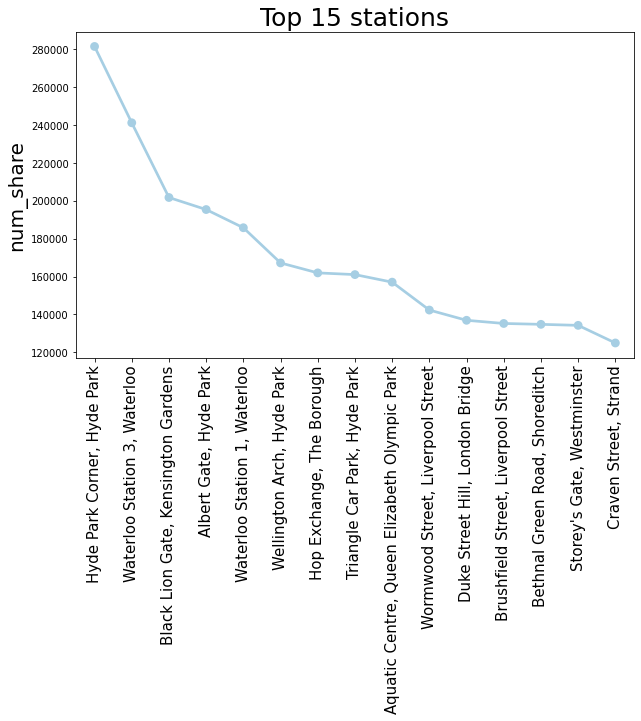 Top 15 stations
num_share
280000
260000
240000
220000
200000
180000
160000
140000
120000
Hyde Park Corner, Hyde Park
Waterloo Station 3, Waterloo
Black Lion Gate, Kensington Gardens
Albert Gate, Hyde Park
Waterloo Station 1, Waterloo
Wellington Arch, Hyde Park
Hop Exchange, The Borough
Triangle Car Park, Hyde Park
Aquatic Centre, Queen Elizabeth Olympic Park
Wormwood Street, Liverpool Street
Duke Street Hill, London Bridge
Brushfield Street, Liverpool Street
Bethnal Green Road, Shoreditch
Storey's Gate, Westminster
Craven Street, Strand